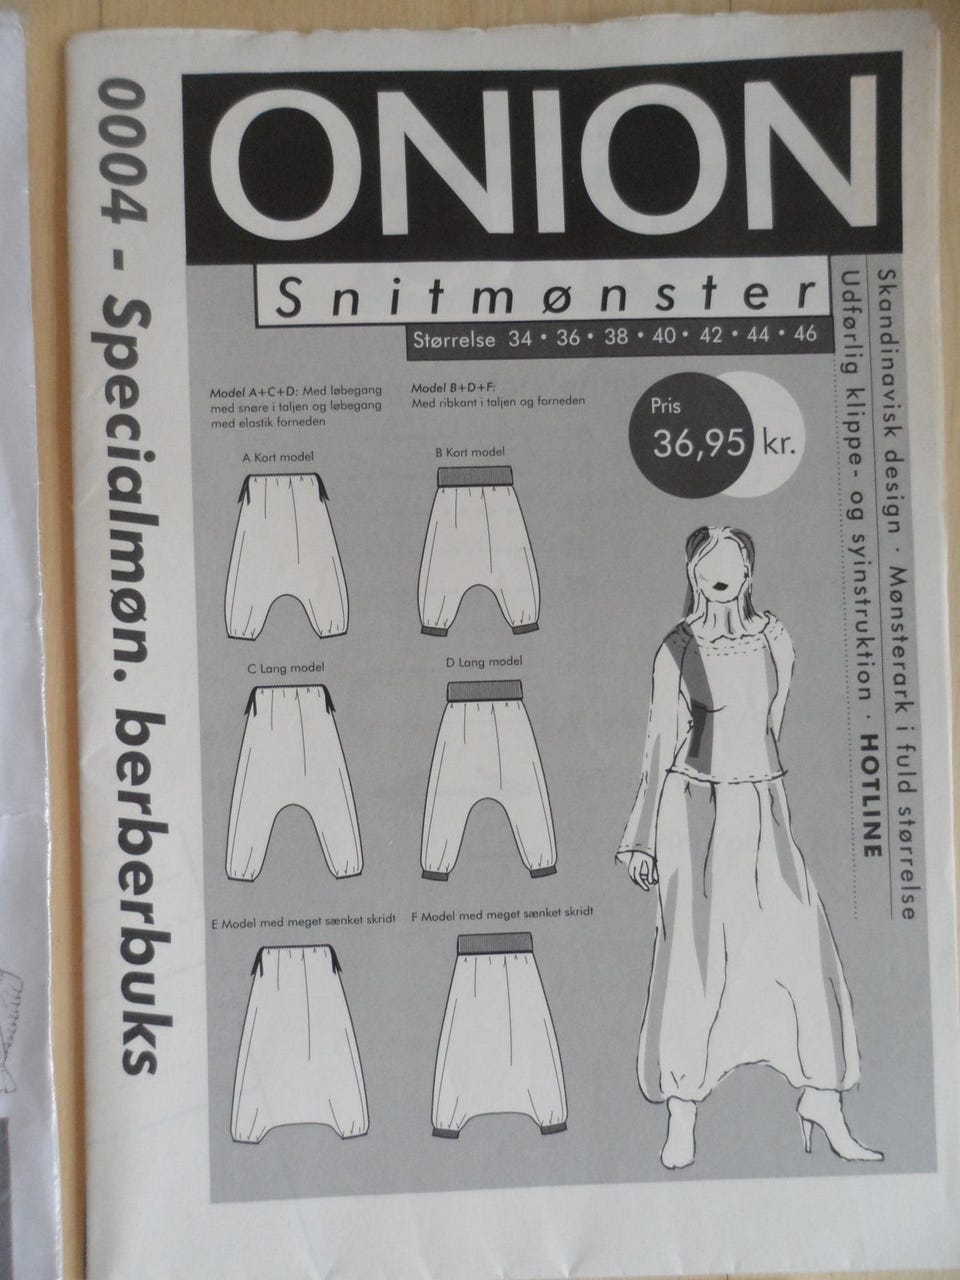 0004 - Specialmøn. berberbuks
ONION
Snitmønster
Størrelse 34 • 36 • 38 • 40 • 42 • 44 • 46
Skandinavisk design · Mønsterark i fuld størrelse
Udførlig klippe- og syinstruktion · HOTLINE
Model A+C+D: Med løbegang
med snøre i taljen og løbegang
med elastik forneden
Model B+D+F:
Med ribkant i taljen og forneden
Pris
36,95 kr.
A Kort model
B Kort model
C Lang model
D Lang model
E Model med meget sænket skridt
F Model med meget sænket skridt